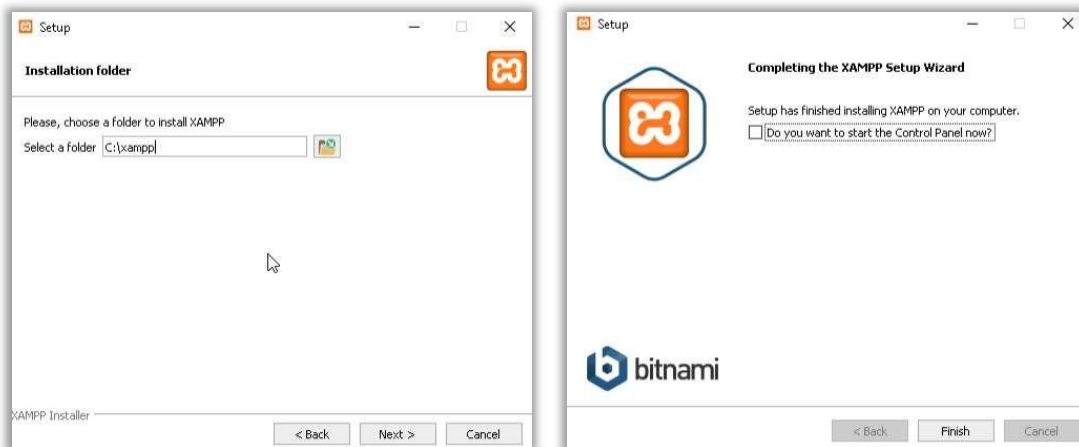 Setup
Installation folder
Please, choose a folder to install XAMPP
Select a folder C:\xampp
XAMPP Installer
< Back Next > Cancel
Setup
Completing the XAMPP Setup Wizard
Setup has finished installing XAMPP on your computer.
Do you want to start the Control Panel now?
bitnami
< Back Finish Cancel